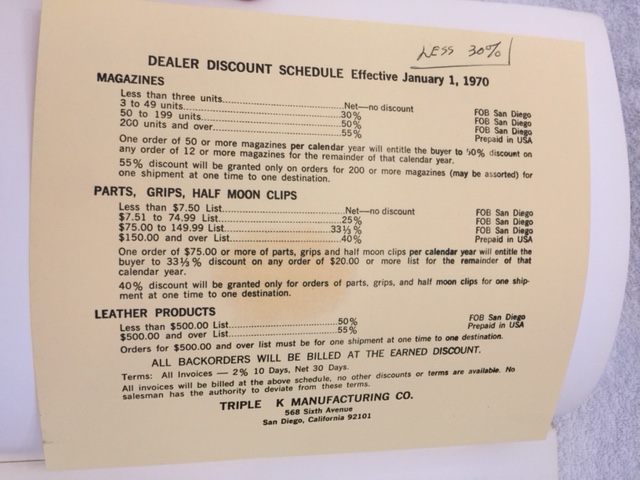 LESS 30%
DEALER DISCOUNT SCHEDULE Effective January 1, 1970
MAGAZINES
Less than three units...............................Net—no discount FOB San Diego
3 to 49 units...............................30% FOB San Diego
50 to 199 units...............................50% FOB San Diego
200 units and over...............................55% Prepaid in USA
One order of 50 or more magazines per calendar year will entitle the buyer to 50% discount on
any order of 12 or more magazines for the remainder of that calendar year.
55% discount will be granted only on orders for 200 or more magazines (may be assorted) for
one shipment at one time to one destination.
PARTS, GRIPS, HALF MOON CLIPS
Less than $7.50 List...............................Net—no discount FOB San Diego
$7.51 to 74.99 List...............................25% FOB San Diego
$75.00 to 149.99 List...............................33⅓% FOB San Diego
$150.00 and over List...............................40% Prepaid in USA
One order of $75.00 or more of parts, grips and half moon clips per calendar year will entitle the
buyer to 33⅓% discount on any order of $20.00 or more list for the remainder of that
calendar year.
40% discount will be granted only for orders of parts, grips, and half moon clips for one ship-
ment at one time to one destination.
LEATHER PRODUCTS
Less than $500.00 List...............................50% FOB San Diego
$500.00 and over List...............................55% Prepaid in USA
Orders for $500.00 and over list must be for one shipment at one time to one destination.
ALL BACKORDERS WILL BE BILLED AT THE EARNED DISCOUNT.
Terms: All Invoices — 2% 10 Days, Net 30 Days.
All invoices will be billed at the above schedule, no other discounts or terms are available. No
salesman has the authority to deviate from these terms.
TRIPLE K MANUFACTURING CO.
568 Sixth Avenue
San Diego, California 92101